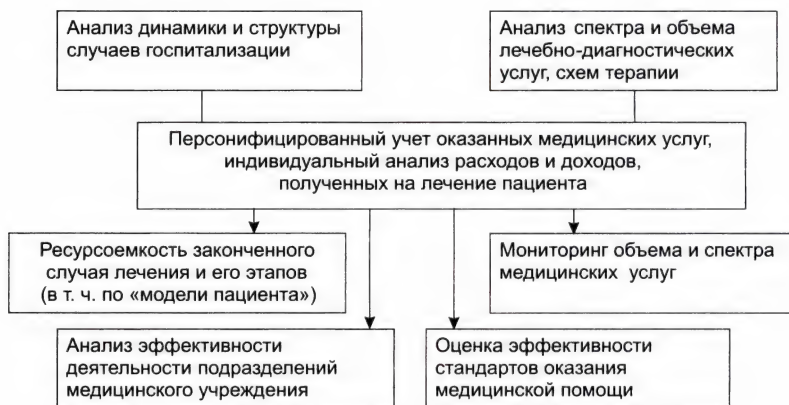 Анализ динамики и структуры
случаев госпитализации
Анализ спектра и объема
лечебно-диагностических
услуг, схем терапии
Персонифицированный учет оказанных медицинских услуг,
индивидуальный анализ расходов и доходов,
полученных на лечение пациента
Ресурсоемкость законченного
случая лечения и его этапов
(в т. ч. по «модели пациента»)
Мониторинг объема и спектра
медицинских услуг
Анализ эффективности
деятельности подразделений
медицинского учреждения
Оценка эффективности
стандартов оказания
медицинской помощи